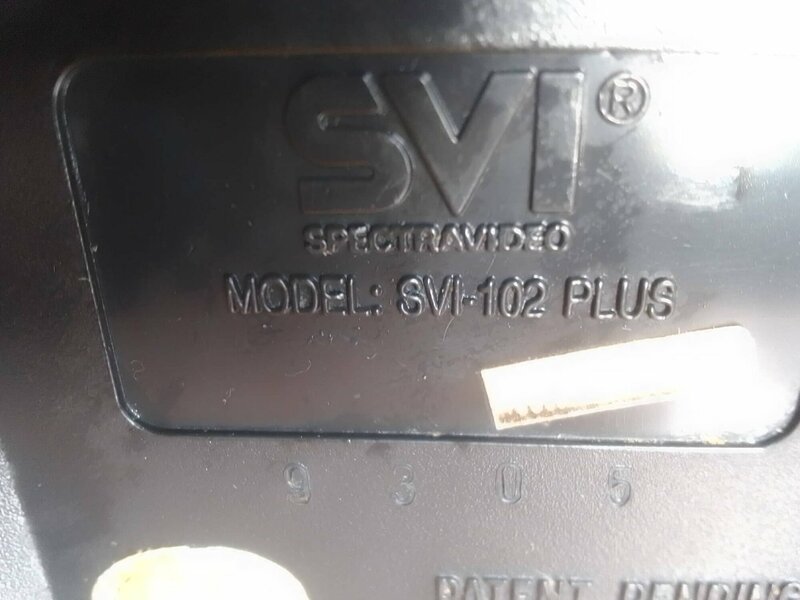 SVI®
SPECTRAVIDEO
MODEL: SVI-102 PLUS
9 3 0 5
PATENT PENDING